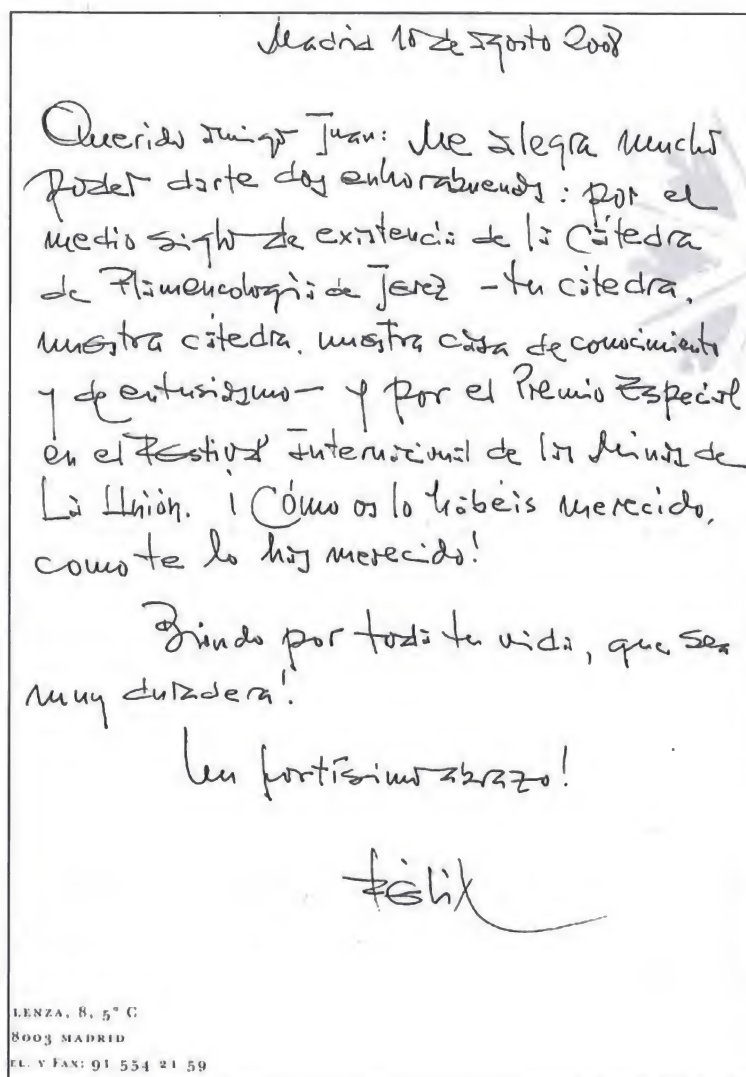 Madrid 10 de agosto 2008
Querido amigo Juan: Me alegra mucho
poder darte dos enhorabuenas: por el
medio siglo de existencia de la Cátedra
de Flamencología de Jerez - tu cátedra,
nuestra cátedra, nuestra casa de conocimiento
y de entusiasmo - y por el Premio Especial
en el Festival Internacional de las Minas de
La Unión. ¡Cómo os lo habéis merecido,
como te lo has merecido!
Brindo por toda tu vida, que sea
muy duradera!
Un fortísimo abrazo!
Félix
LENZA, 8, 5º C
8003 MADRID
EL. Y FAX: 91 554 21 59